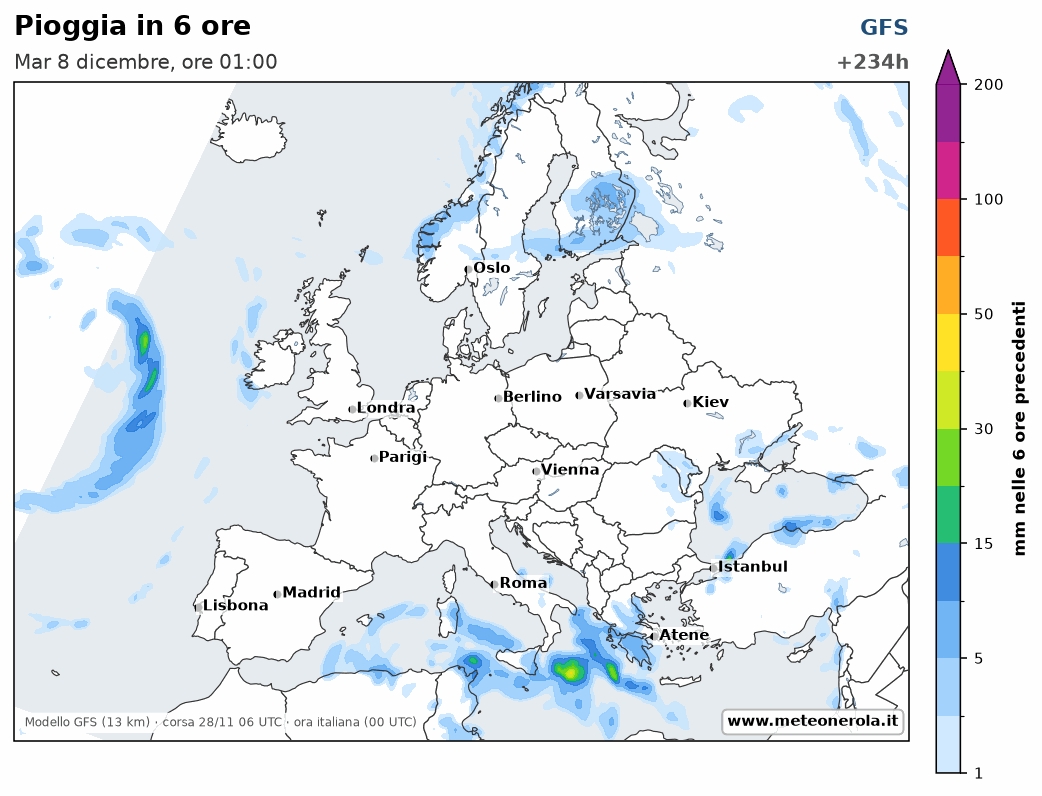 Pioggia in 6 ore
GFS
Mar 8 dicembre, ore 01:00
+234h
200
100
50
30
15
5
1
mm nelle 6 ore precedenti
Oslo
Londra
Berlino
Varsavia
Kiev
Parigi
Vienna
Istanbul
Roma
Madrid
Lisbona
Atene
Modello GFS (13 km) · corsa 28/11 06 UTC · ora italiana (00 UTC)
www.meteonerola.it